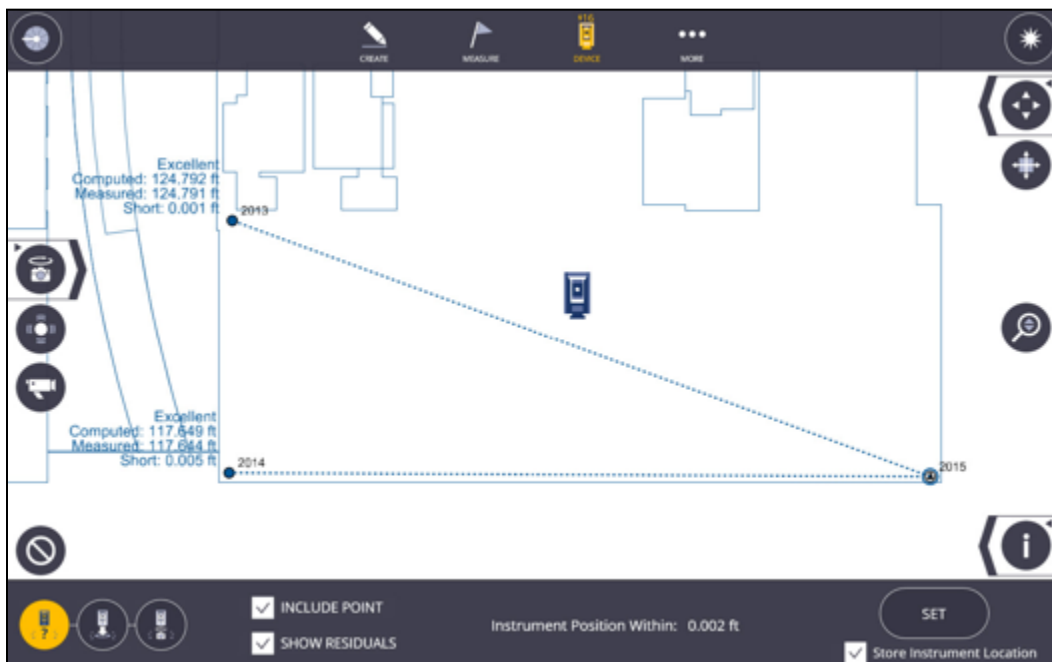 #16
CREATE
MEASURE
DEVICE
MORE
Excellent
Computed: 124.792 ft
Measured: 124.791 ft
Short: 0.001 ft
2013
Excellent
Computed: 117.649 ft
Measured: 117.644 ft
Short: 0.005 ft
2014
2015
i
?
INCLUDE POINT
SHOW RESIDUALS
Instrument Position Within: 0.002 ft
SET
Store Instrument Location